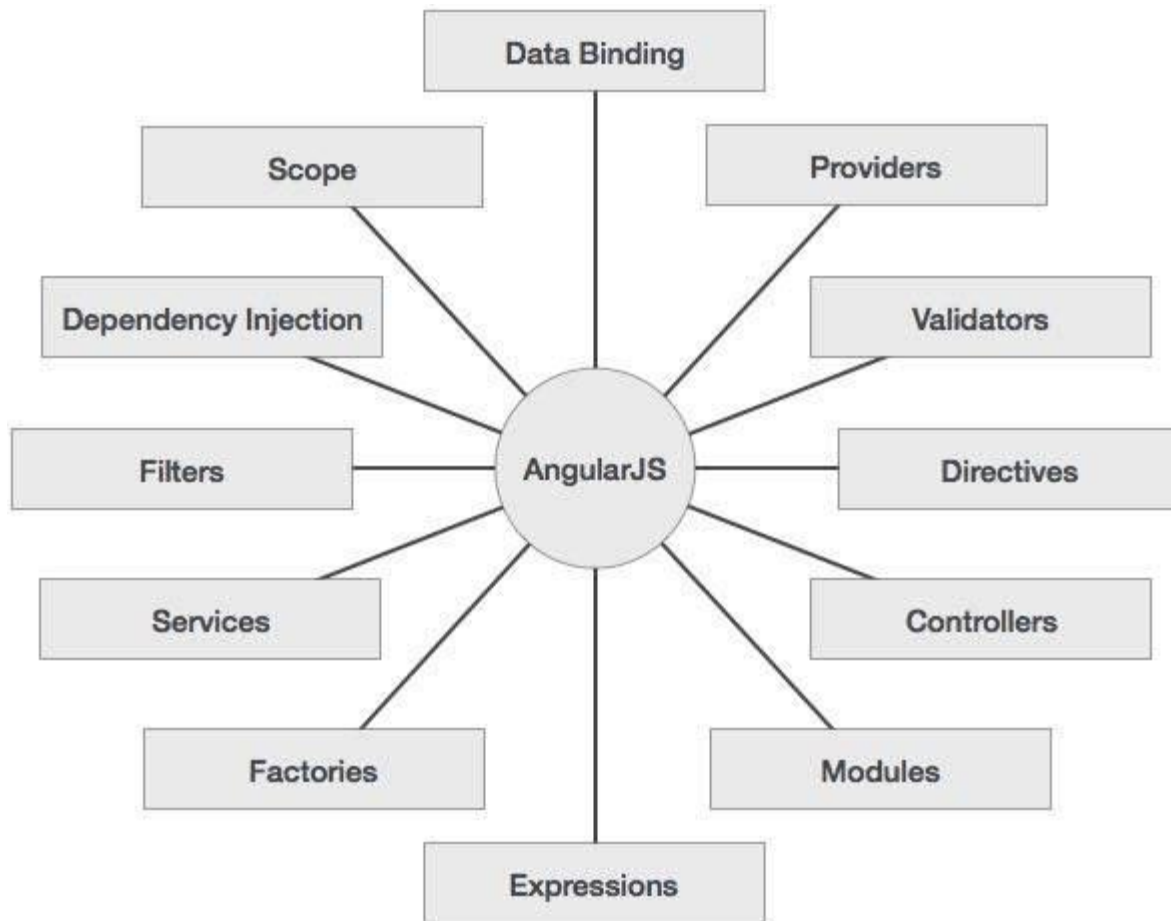 Data Binding
Scope
Providers
Dependency Injection
Validators
Filters
AngularJS
Directives
Services
Controllers
Factories
Modules
Expressions